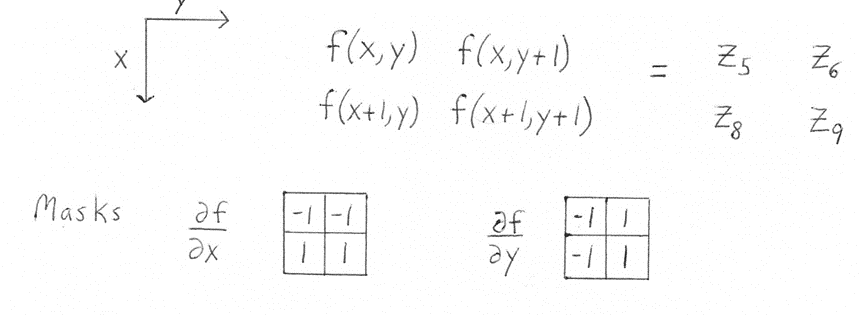 y
x
f(x,y) f(x,y+1) = Z5 Z6
f(x+1,y) f(x+1,y+1) Z8 Z9
Masks ∂f/∂x -1 -1 ∂f/∂y -1 1
1 1 -1 1